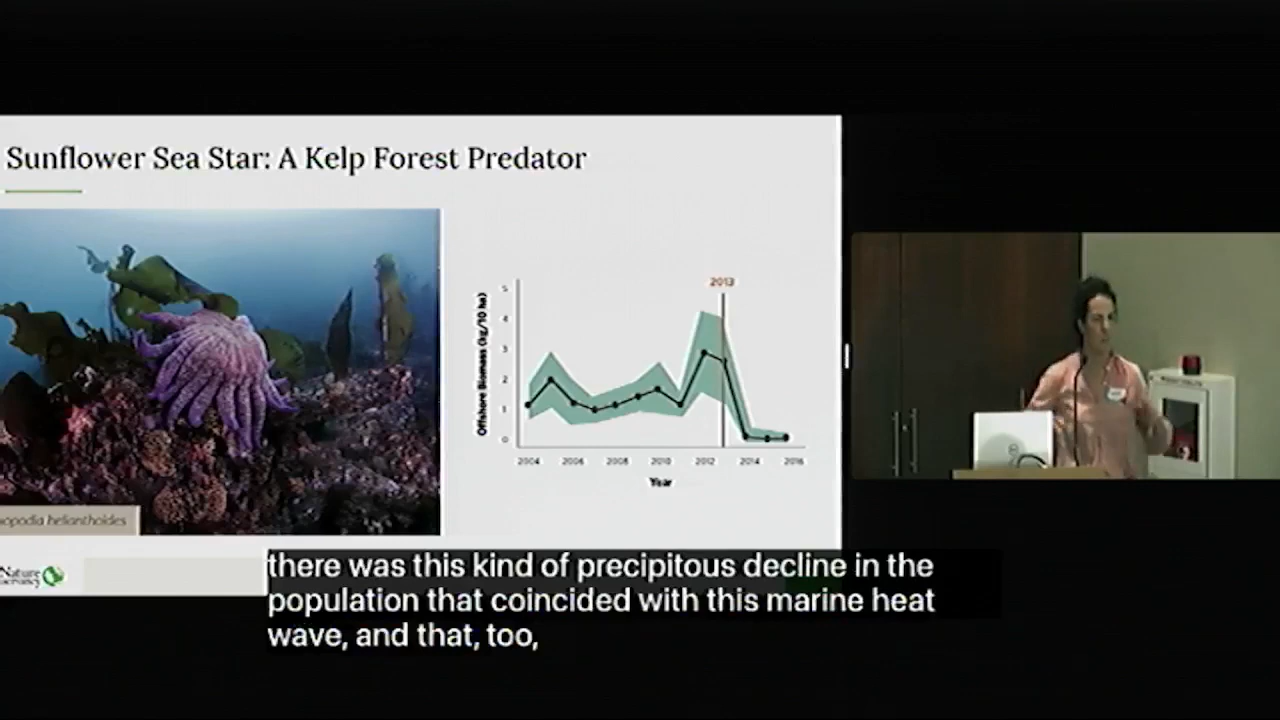 Sunflower Sea Star: A Kelp Forest Predator
2013
Offshore Biomass (kg/10 ha)
5
4
3
2
1
0
2004 2006 2008 2010 2012 2014 2016
Year
helianthoides
Nature
there was this kind of precipitous decline in the
population that coincided with this marine heat
wave, and that, too,